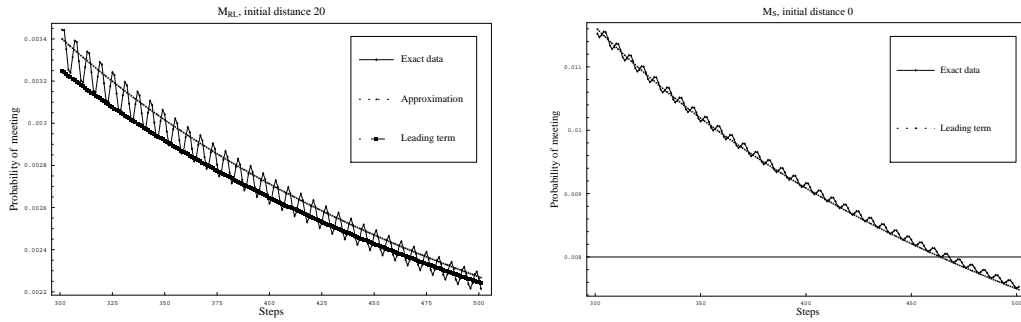 M_RL, initial distance 20
0.0034
0.0032
0.003
0.0028
0.0026
0.0024
0.0022
Probability of meeting
300 325 350 375 400 425 450 475 500
Steps
Exact data
Approximation
Leading term
M_S, initial distance 0
0.011
0.01
0.009
0.008
Probability of meeting
300 350 400 450 500
Steps
Exact data
Leading term